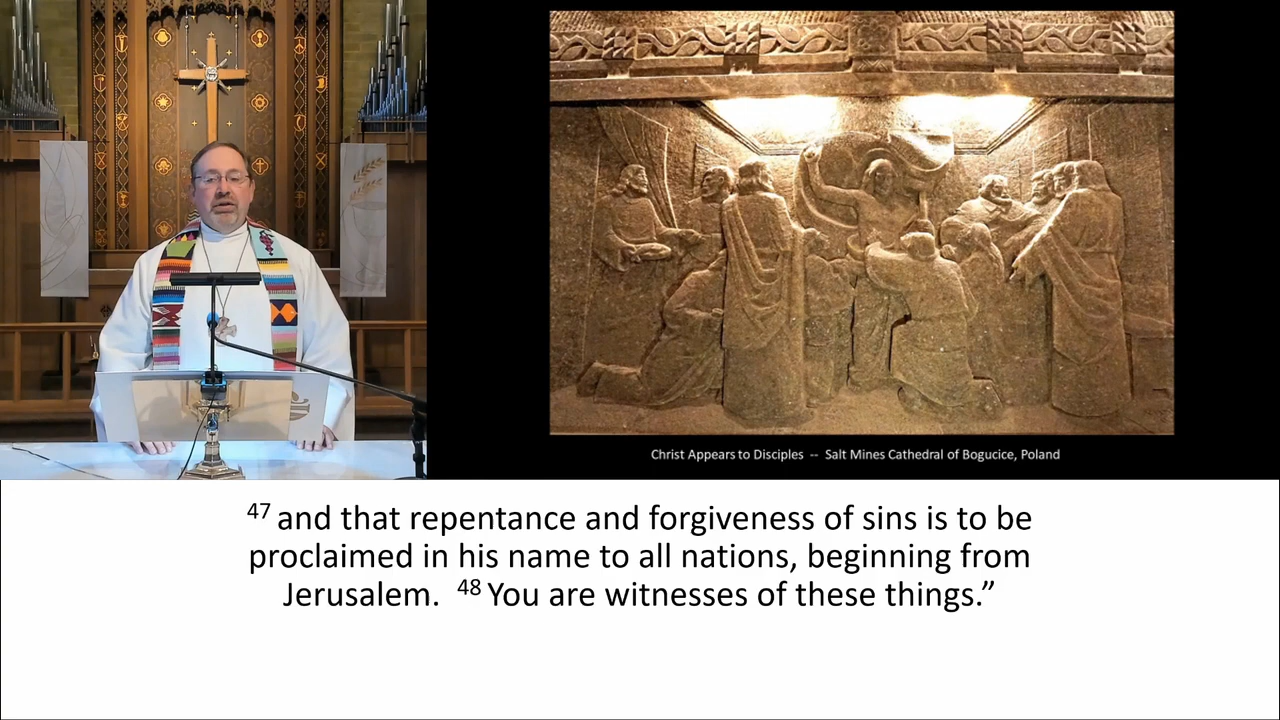 Christ Appears to Disciples -- Salt Mines Cathedral of Bogucice, Poland
47 and that repentance and forgiveness of sins is to be
proclaimed in his name to all nations, beginning from
Jerusalem. 48 You are witnesses of these things.”